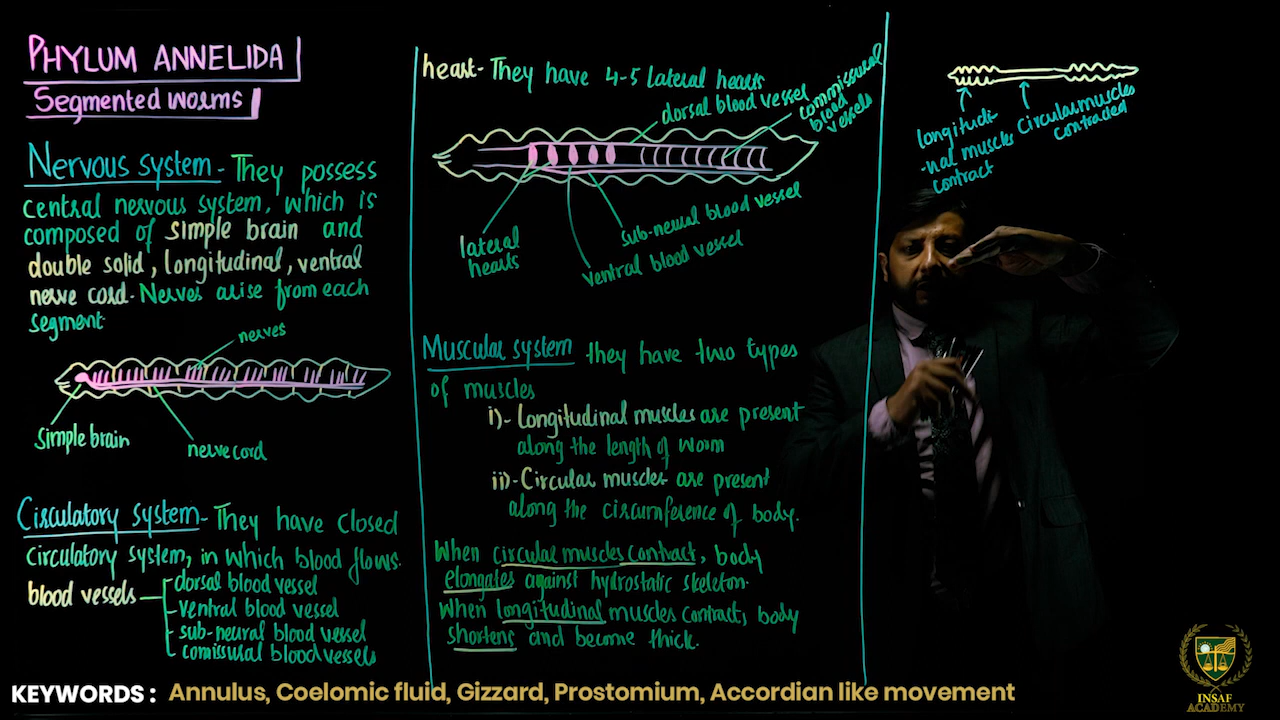 PHYLUM ANNELIDA
Segmented worms
Nervous system - They possess
central nervous system, which is
composed of simple brain and
double solid, longitudinal, ventral
nerve cord. Nerves arise from each
segment
nerves
Simple brain
nerve cord
Circulatory system - They have closed
circulatory system, in which blood flows.
blood vessels
dorsal blood vessel
ventral blood vessel
sub-neural blood vessel
comissural blood vessels
heart - They have 4-5 lateral hearts
dorsal blood vessel
commissural
blood
vessels
lateral
hearts
sub-neural blood vessel
ventral blood vessel
Muscular system they have two types
of muscles
i)- Longitudinal muscles are present
along the length of worm
ii)- Circular muscles are present
along the circumference of body.
When circular muscles contract, body
elongates against hydrostatic skeleton.
When longitudinal muscles contract, body
shortens and become thick.
longitudi
-nal muscles
contract
Circular muscles
contracted
KEYWORDS : Annulus, Coelomic fluid, Gizzard, Prostomium, Accordian like movement
INSAF
ACADEMY